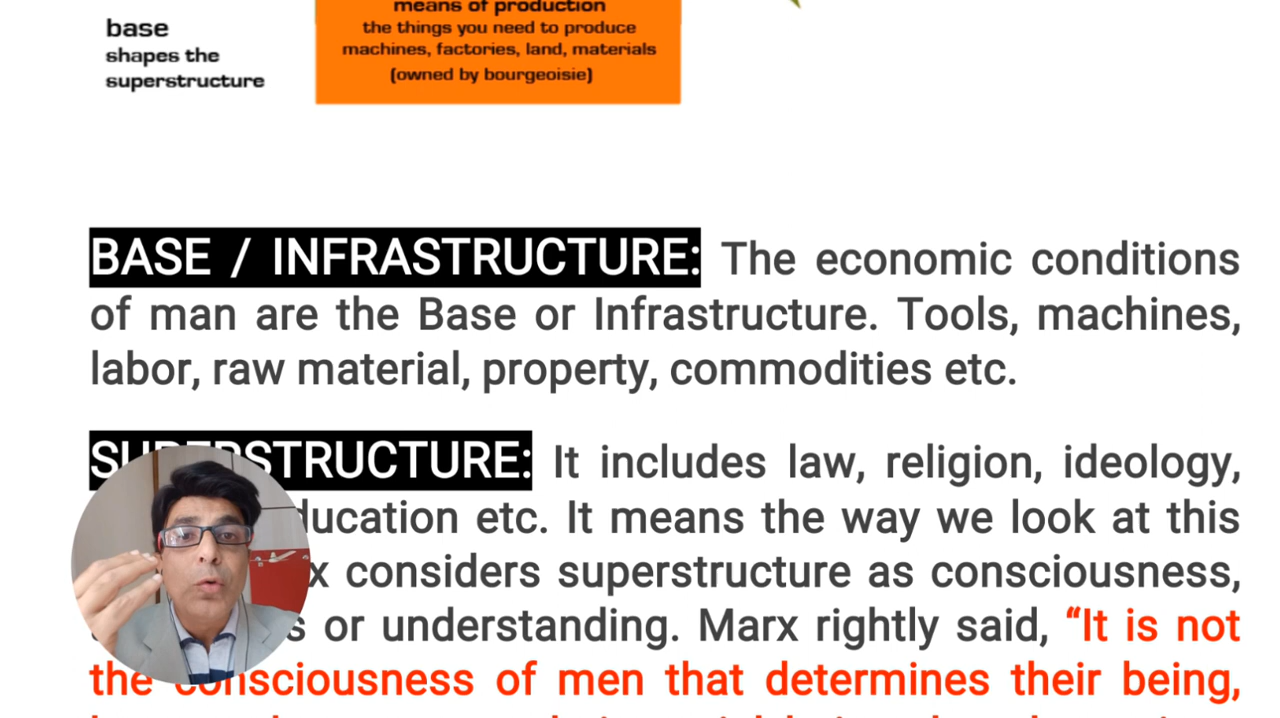 means of production
base
the things you need to produce
shapes the
machines, factories, land, materials
superstructure
(owned by bourgeoisie)
BASE / INFRASTRUCTURE: The economic conditions
of man are the Base or Infrastructure. Tools, machines,
labor, raw material, property, commodities etc.
SUPERSTRUCTURE: It includes law, religion, ideology,
etc. It means the way we look at this
considers superstructure as consciousness,
or understanding. Marx rightly said, “It is not
the consciousness of men that determines their being,